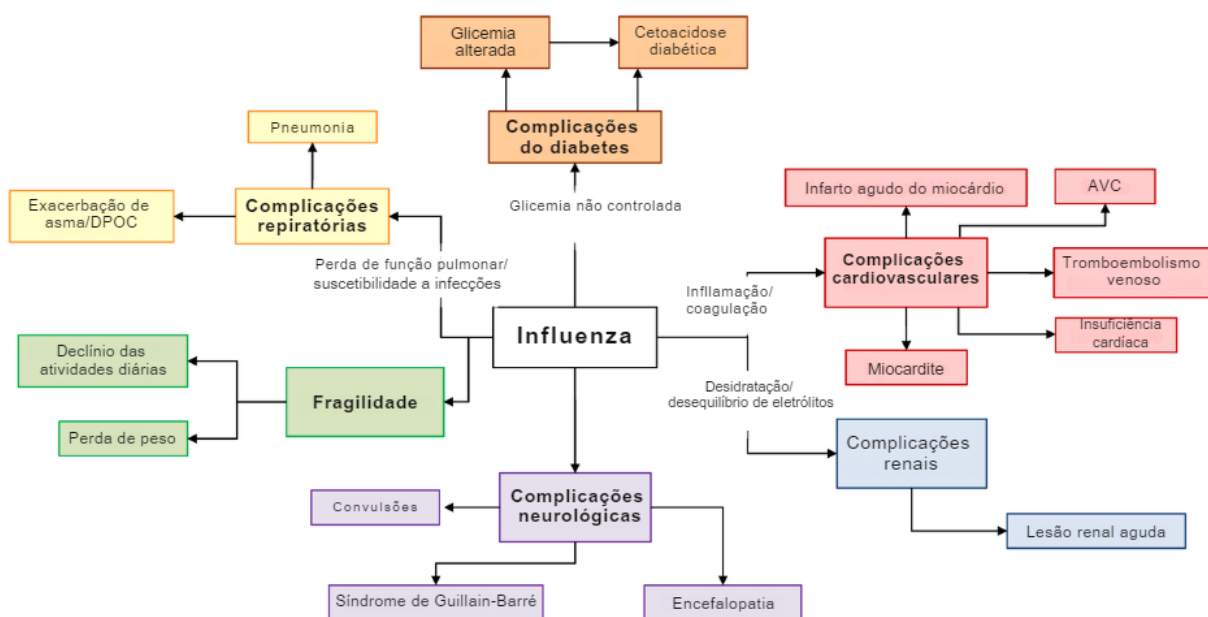 Glicemia
alterada
Cetoacidose
diabética
Complicações
do diabetes
Glicemia não controlada
Pneumonia
Complicações
repiratórias
Exacerbação de
asma/DPOC
Perda de função pulmonar/
suscetibilidade a infecções
Infarto agudo do miocárdio
AVC
Complicações
cardiovasculares
Tromboembolismo
venoso
Insuficiência
cardíaca
Miocardite
Infllamação/
coagulação
Influenza
Declínio das
atividades diárias
Fragilidade
Perda de peso
Desidratação/
desequilíbrio de eletrólitos
Complicações
renais
Lesão renal aguda
Complicações
neurológicas
Convulsões
Síndrome de Guillain-Barré
Encefalopatia